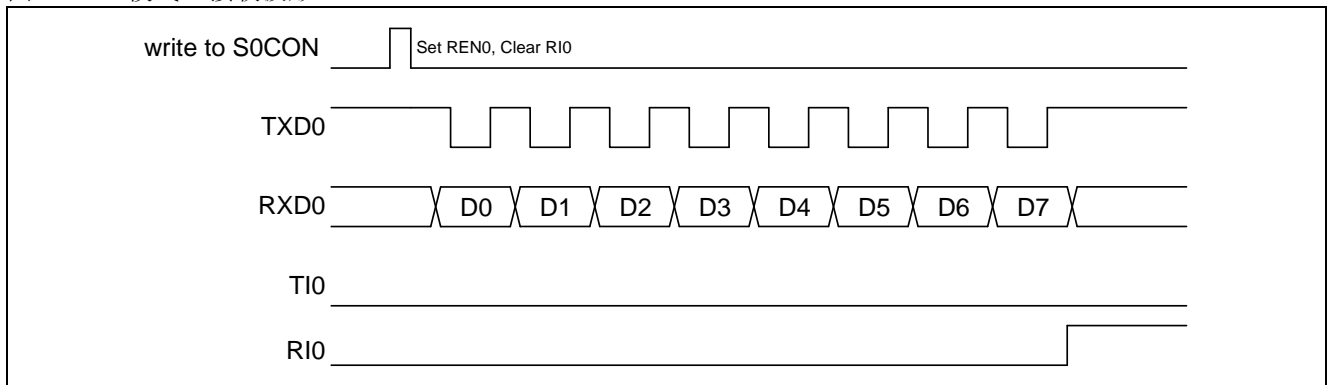 write to S0CON
Set REN0, Clear RI0
TXD0
RXD0
D0 D1 D2 D3 D4 D5 D6 D7
TI0
RI0